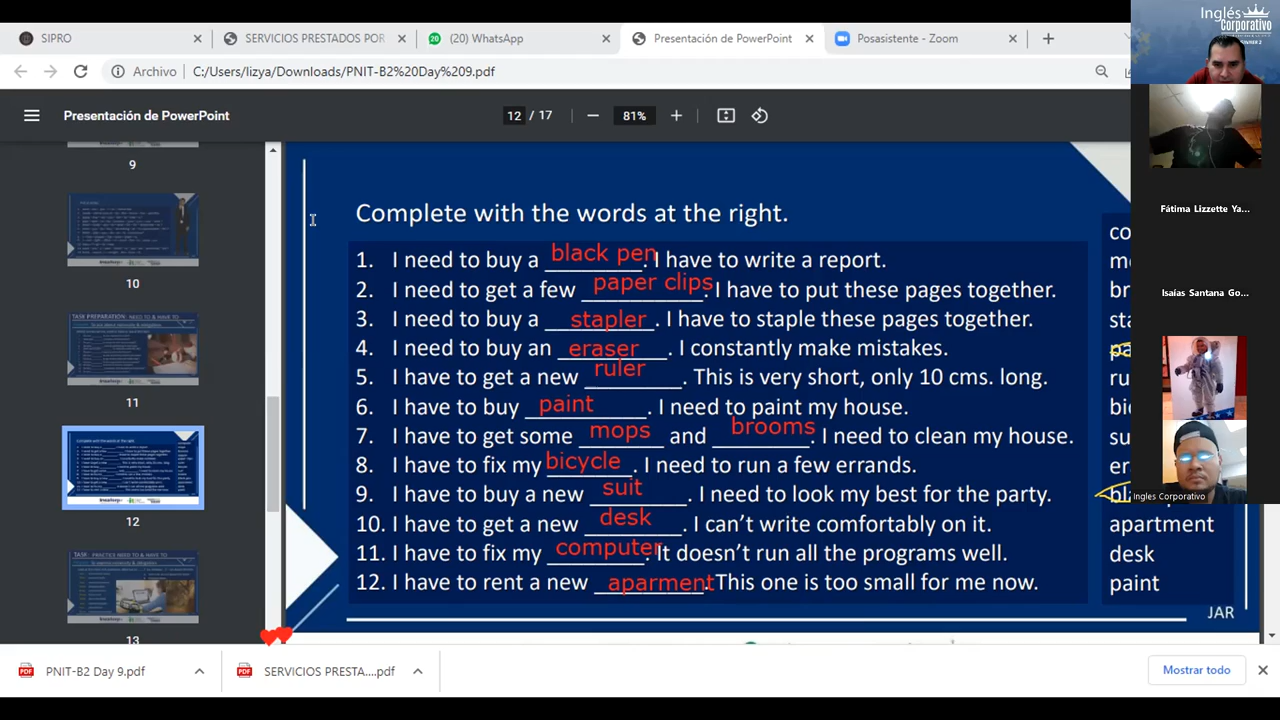 SIPRO
SERVICIOS PRESTADOS POR
(20) WhatsApp
Presentación de PowerPoint
Posasistente - Zoom
Archivo C:/Users/lizya/Downloads/PNIT-B2%20Day%209.pdf
Presentación de PowerPoint
12 / 17
81%
9
10
11
12
13
Complete with the words at the right.
1. I need to buy a black pen. I have to write a report.
2. I need to get a few paper clips. I have to put these pages together.
3. I need to buy a stapler. I have to staple these pages together.
4. I need to buy eraser. I constantly make mistakes.
5. I have to get a new ruler. This is very short, only 10 cms. long.
6. I have to buy paint. I need to paint my house.
7. I have to get some mops and brooms. I need to clean my house.
8. I have to fix my bicycle. I need to run a few errands.
9. I have to buy a new suit. I need to look my best for the party.
10. I have to get a new desk. I can't write comfortably on it.
11. I have to fix my computer. It doesn't run all the programs well.
12. I have to rent a new aparment. This one is too small for me now.
apartment
desk
paint
JAR
Inglés
Corporativo
Fátima Lizzette Ya...
Isaías Santana Go...
Ingles Corporativo
PNIT-B2 Day 9.pdf
SERVICIOS PRESTA....pdf
Mostrar todo